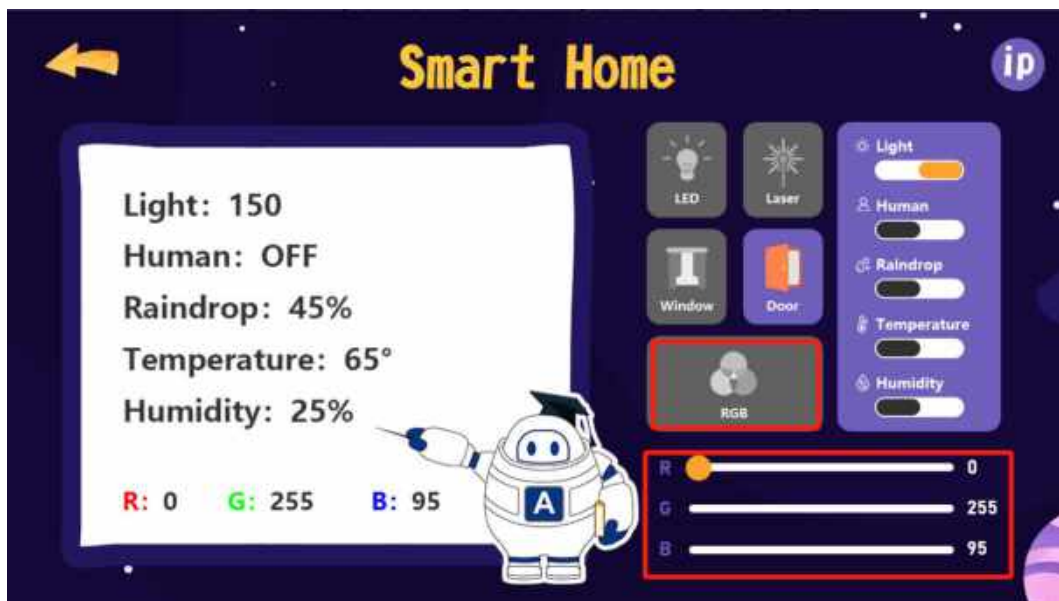 Smart Home
ip
Light: 150
Human: OFF
Raindrop: 45%
Temperature: 65°
Humidity: 25%
R: 0 G: 255 B: 95
A
LED
Laser
Window
Door
RGB
Light
Human
Raindrop
Temperature
Humidity
R 0
G 255
B 95